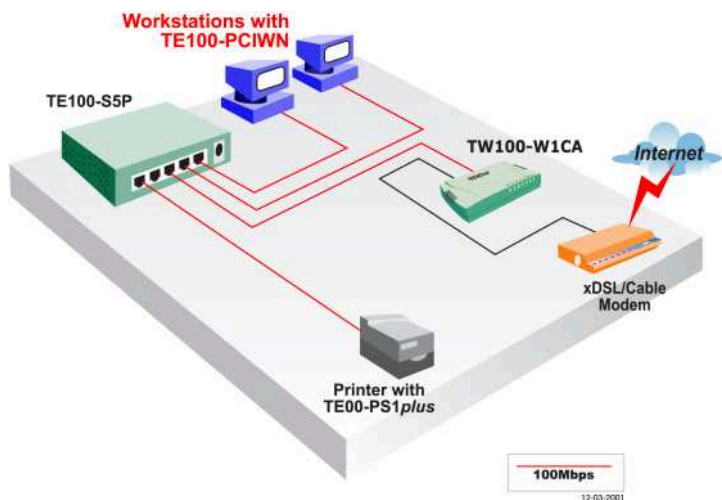 Workstations with
TE100-PCIWN
TE100-S5P
TW100-W1CA
Internet
xDSL/Cable
Modem
Printer with
TE00-PS1plus
100Mbps
12-03-2001